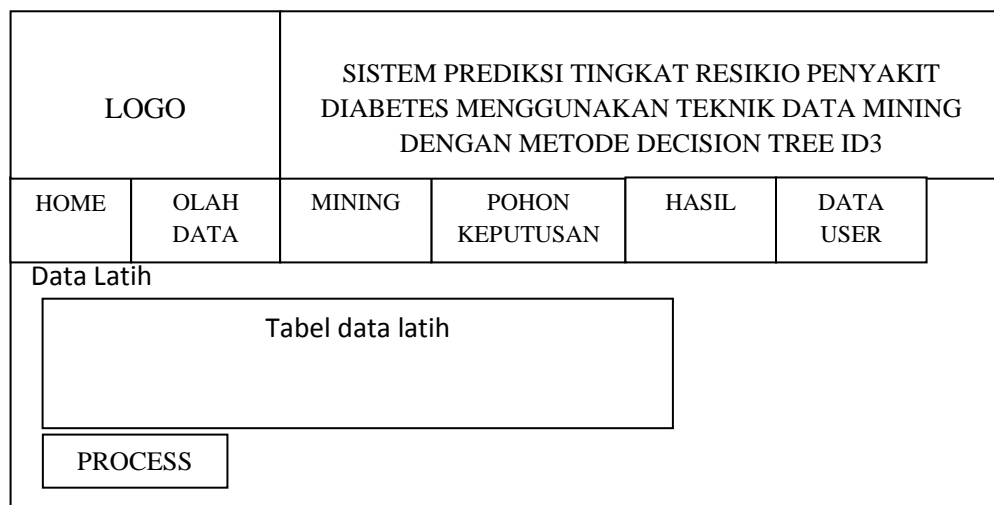 LOGO
SISTEM PREDIKSI TINGKAT RESIKIO PENYAKIT
DIABETES MENGGUNAKAN TEKNIK DATA MINING
DENGAN METODE DECISION TREE ID3
HOME
OLAH
DATA
MINING
POHON
KEPUTUSAN
HASIL
DATA
USER
Data Latih
Tabel data latih
PROCESS